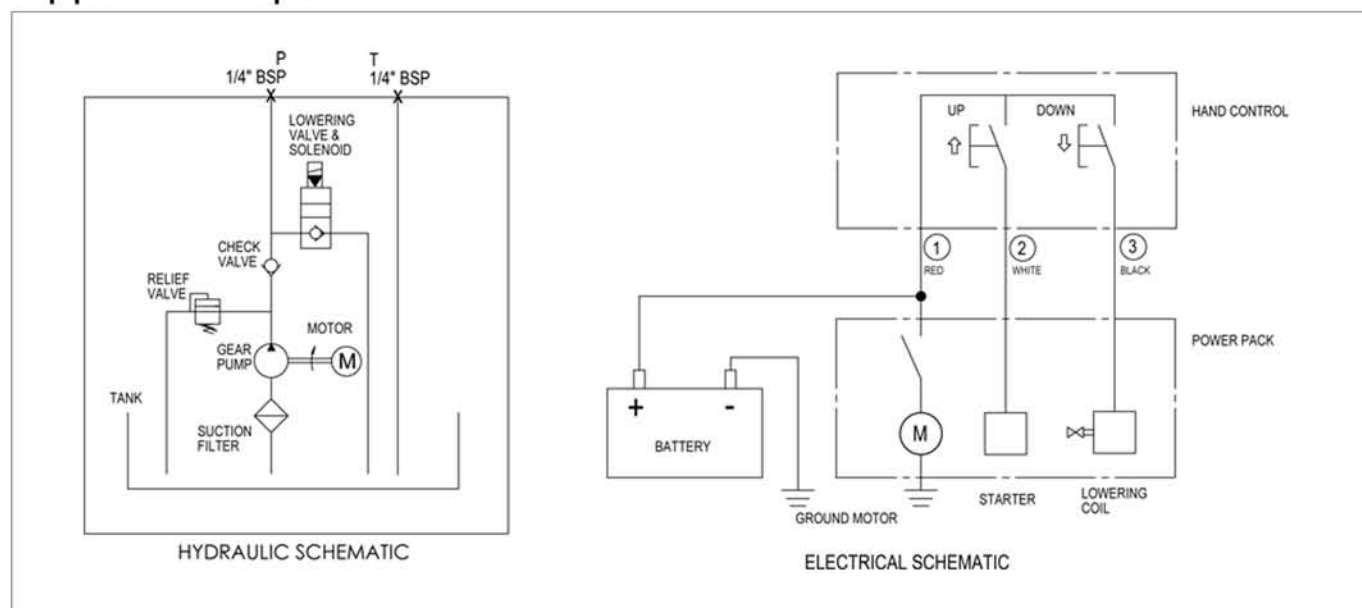 P
1/4" BSP
T
1/4" BSP
LOWERING
VALVE &
SOLENOID
CHECK
VALVE
RELIEF
VALVE
MOTOR
GEAR
PUMP
M
TANK
SUCTION
FILTER
HYDRAULIC SCHEMATIC
HAND CONTROL
UP
DOWN
1
RED
2
WHITE
3
BLACK
POWER PACK
+
-
BATTERY
M
STARTER
LOWERING
COIL
GROUND MOTOR
ELECTRICAL SCHEMATIC